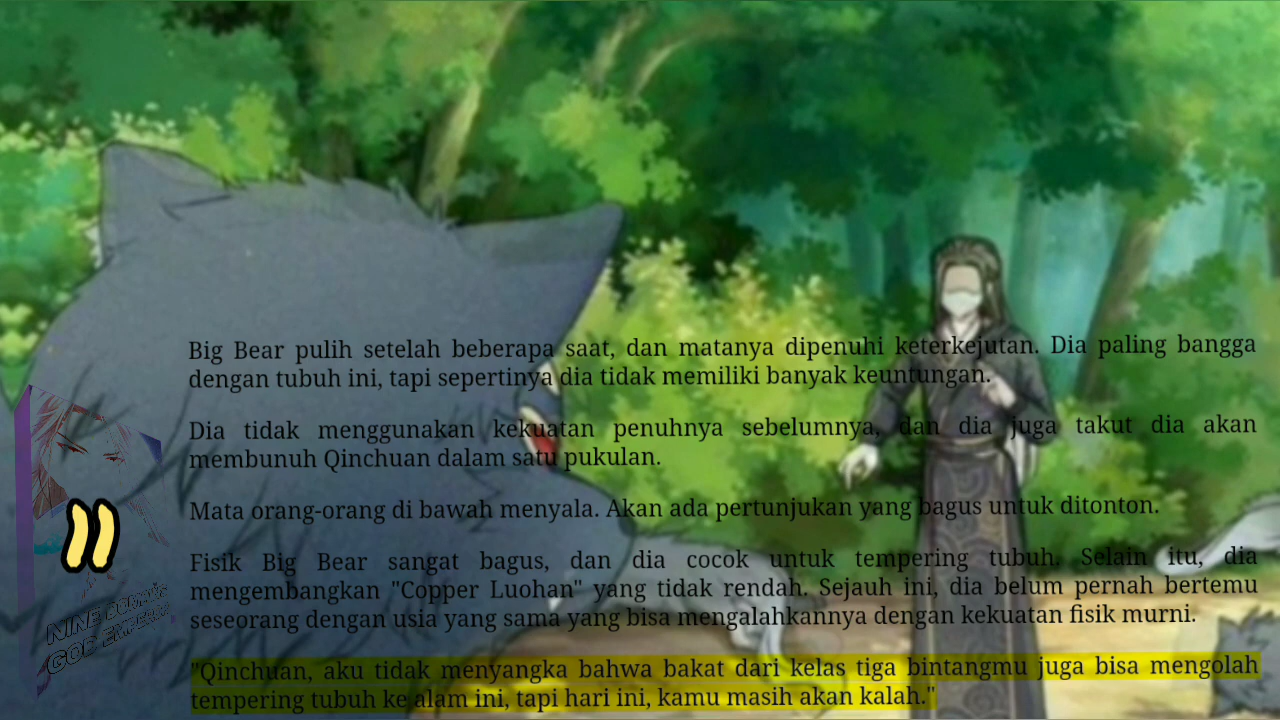 Big Bear pulih setelah beberapa saat, dan matanya dipenuhi keterkejutan. Dia paling bangga
dengan tubuh ini, tapi sepertinya dia tidak memiliki banyak keuntungan.
Dia tidak menggunakan kekuatan penuhnya sebelumnya, dan dia juga takut dia akan
membunuh Qinchuan dalam satu pukulan.
Mata orang-orang di bawah menyala. Akan ada pertunjukan yang bagus untuk ditonton.
Fisik Big Bear sangat bagus, dan dia cocok untuk tempering tubuh. Selain itu, dia
mengembangkan "Copper Luohan" yang tidak rendah. Sejauh ini, dia belum pernah bertemu
seseorang dengan usia yang sama yang bisa mengalahkannya dengan kekuatan fisik murni.
"Qinchuan, aku tidak menyangka bahwa bakat dari kelas tiga bintangmu juga bisa mengolah
tempering tubuh ke alam ini, tapi hari ini, kamu masih akan kalah."
NINE
GOD EMPEROR